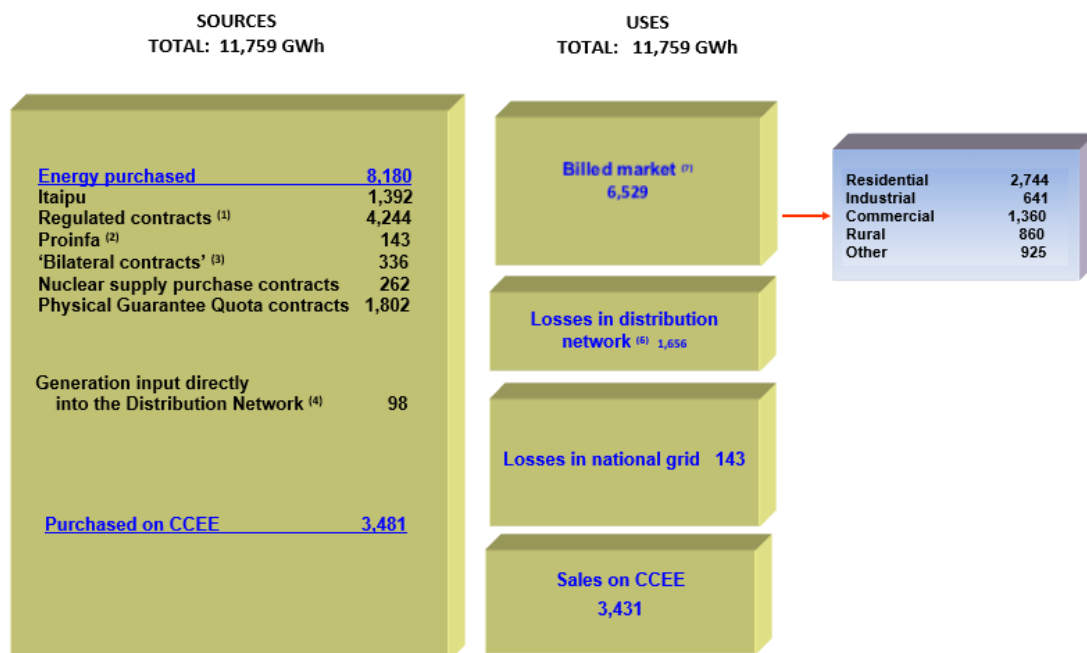 SOURCES
TOTAL: 11,759 GWh
USES
TOTAL: 11,759 GWh
Energy purchased 8,180
Itaipu 1,392
Regulated contracts (1) 4,244
Proinfa (2) 143
‘Bilateral contracts’ (3) 336
Nuclear supply purchase contracts 262
Physical Guarantee Quota contracts 1,802
Generation input directly
into the Distribution Network (4) 98
Purchased on CCEE 3,481
Billed market (7)
6,529
Losses in distribution
network (6) 1,656
Losses in national grid 143
Sales on CCEE
3,431
Residential 2,744
Industrial 641
Commercial 1,360
Rural 860
Other 925